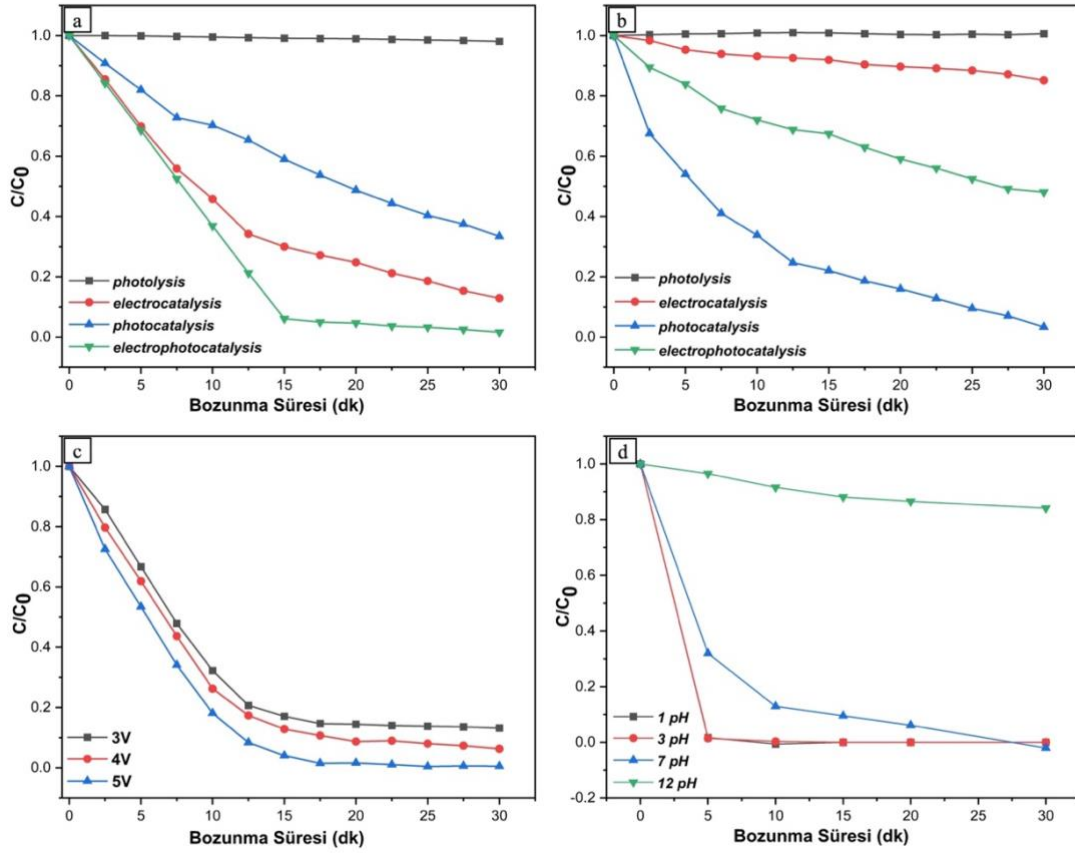 a
C/C0
1.0
0.8
0.6
0.4
0.2
0.0
photolysis
electrocatalysis
photocatalysis
electrophotocatalysis
0 5 10 15 20 25 30
Bozunma Süresi (dk)
b
C/C0
1.0
0.8
0.6
0.4
0.2
0.0
photolysis
electrocatalysis
photocatalysis
electrophotocatalysis
0 5 10 15 20 25 30
Bozunma Süresi (dk)
c
C/C0
1.0
0.8
0.6
0.4
0.2
0.0
3V
4V
5V
0 5 10 15 20 25 30
Bozunma Süresi (dk)
d
C/C0
1.0
0.8
0.6
0.4
0.2
0.0
-0.2
1 pH
3 pH
7 pH
12 pH
0 5 10 15 20 25 30
Bozunma Süresi (dk)